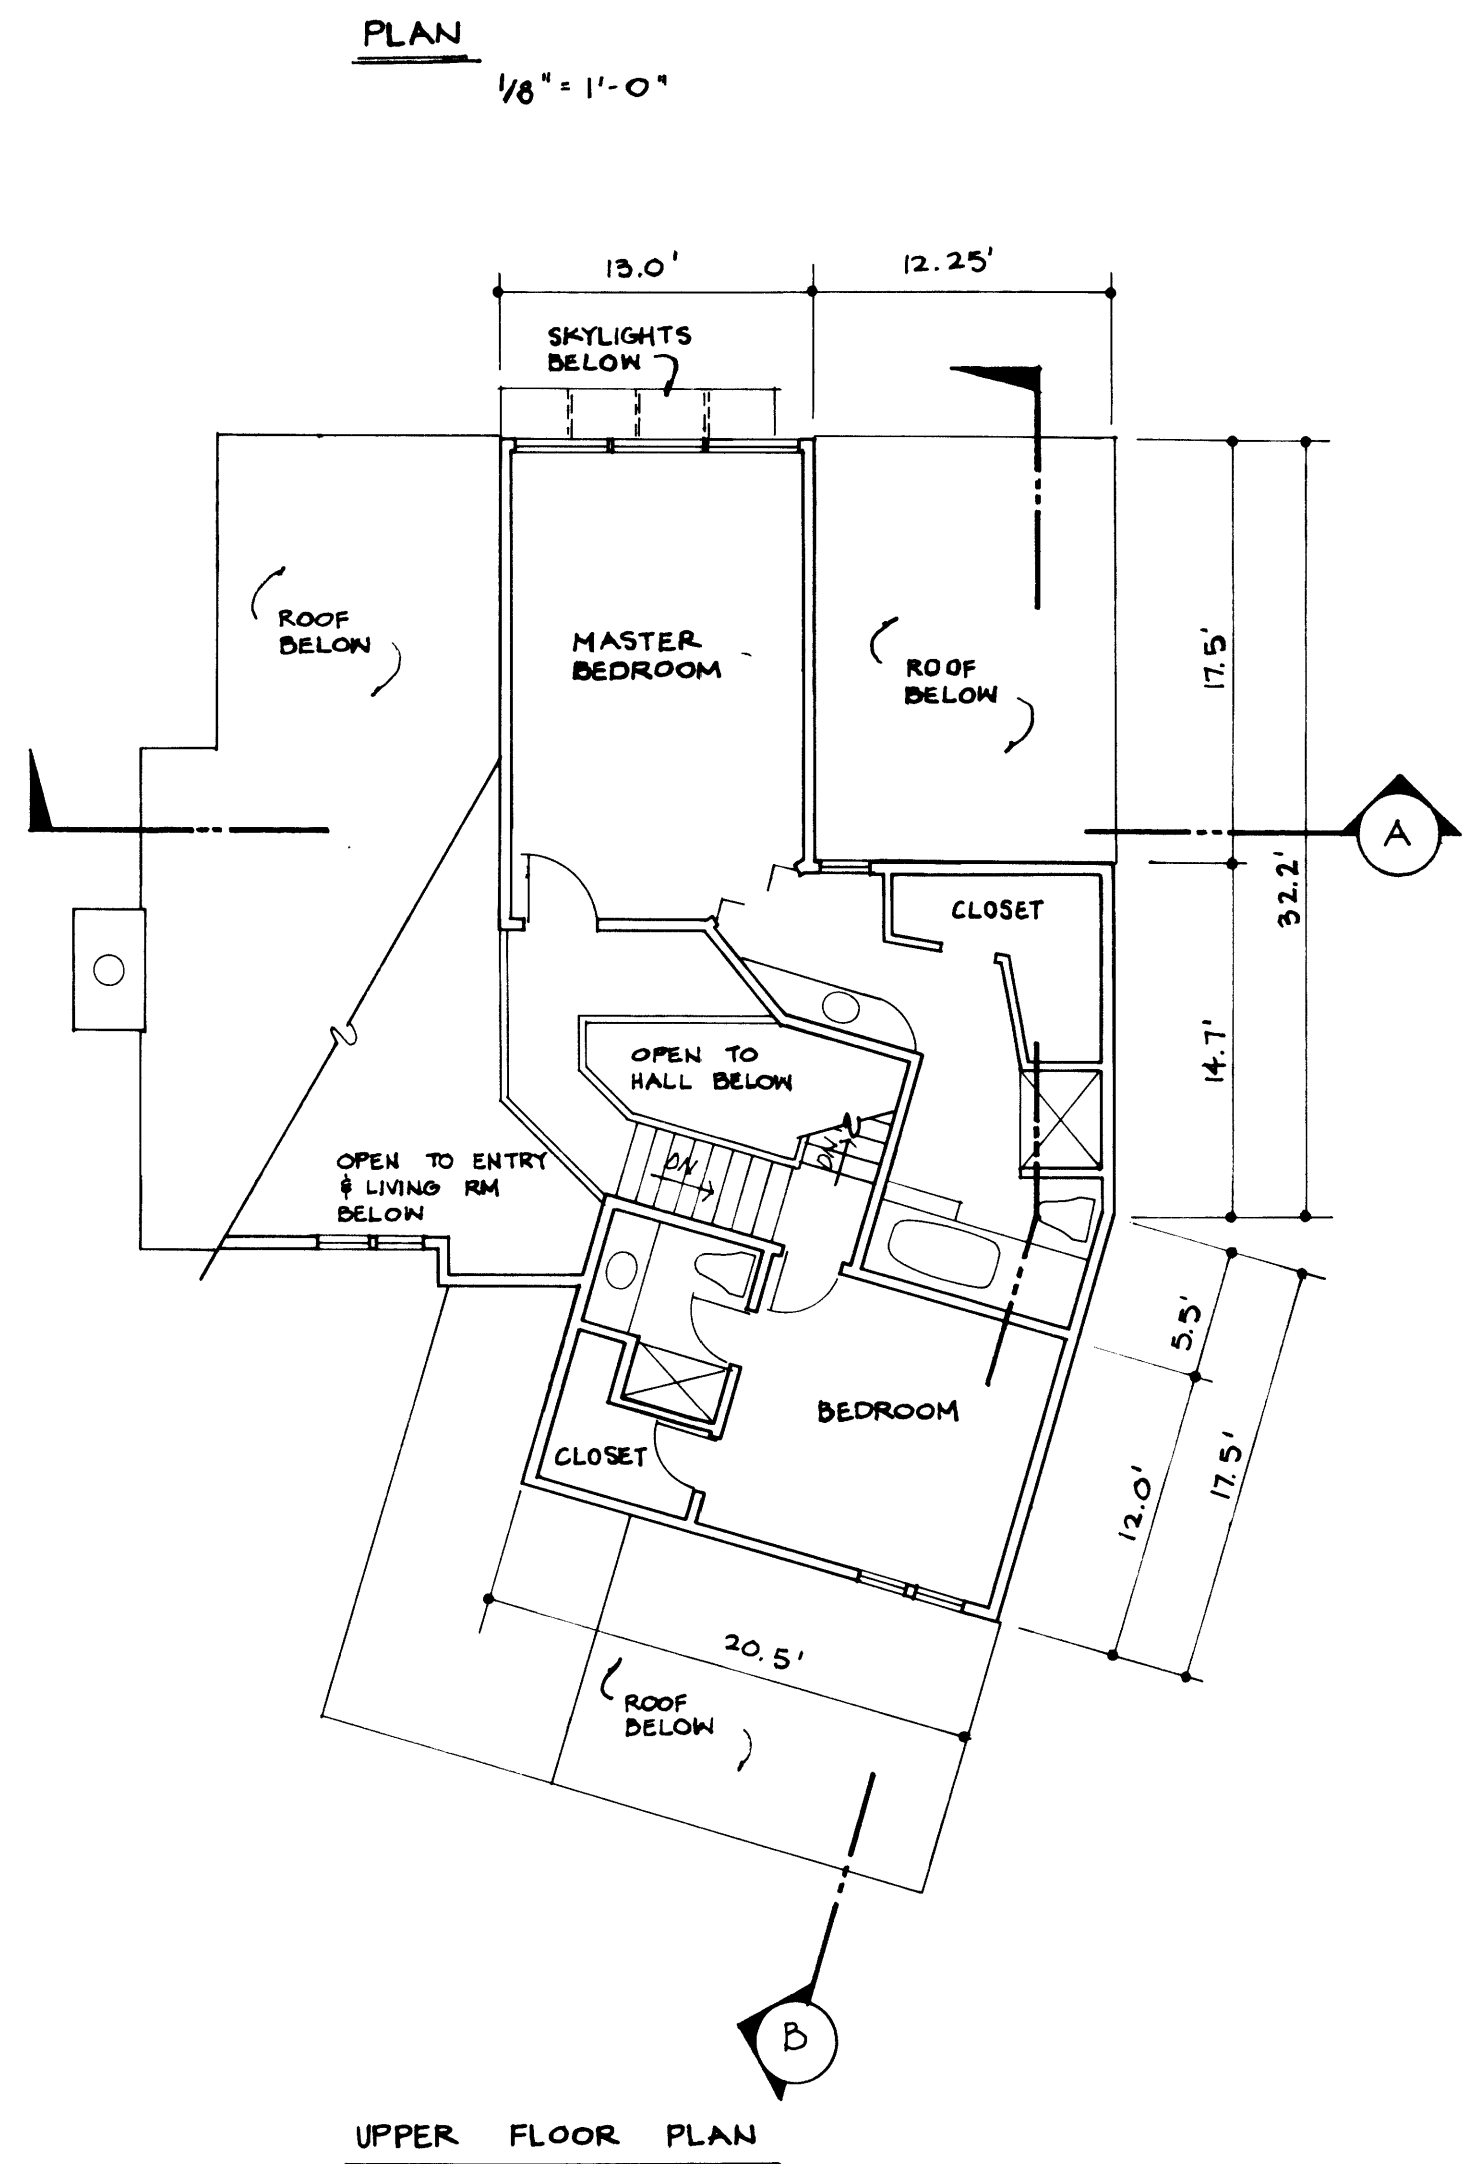 PLAN
1/8" = 1'-0"
13.0'
12.25'
SKYLIGHTS
BELOW
ROOF
BELOW
MASTER
BEDROOM
ROOF
BELOW
17.5'
32.2'
A
CLOSET
14.7'
OPEN TO
HALL BELOW
DN
DN
OPEN TO ENTRY
& LIVING RM
BELOW
5.5'
BEDROOM
CLOSET
17.5'
12.0'
20.5'
ROOF
BELOW
B
UPPER FLOOR PLAN